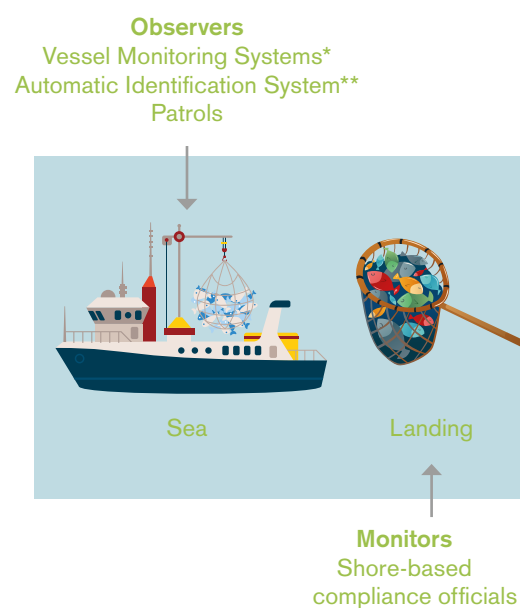 Observers
Vessel Monitoring Systems*
Automatic Identification System**
Patrols
Sea
Landing
Monitors
Shore-based
compliance officials